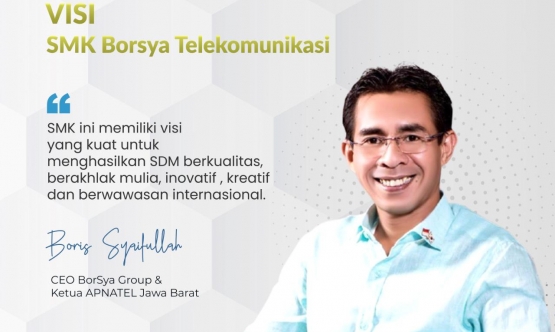 VISI
SMK Borsya Telekomunikasi
SMK ini memiliki visi
yang kuat untuk
menghasilkan SDM berkualitas,
berakhlak mulia, inovatif , kreatif
dan berwawasan internasional.
Boris Syaifullah
CEO BorSya Group &
Ketua APNATEL Jawa Barat